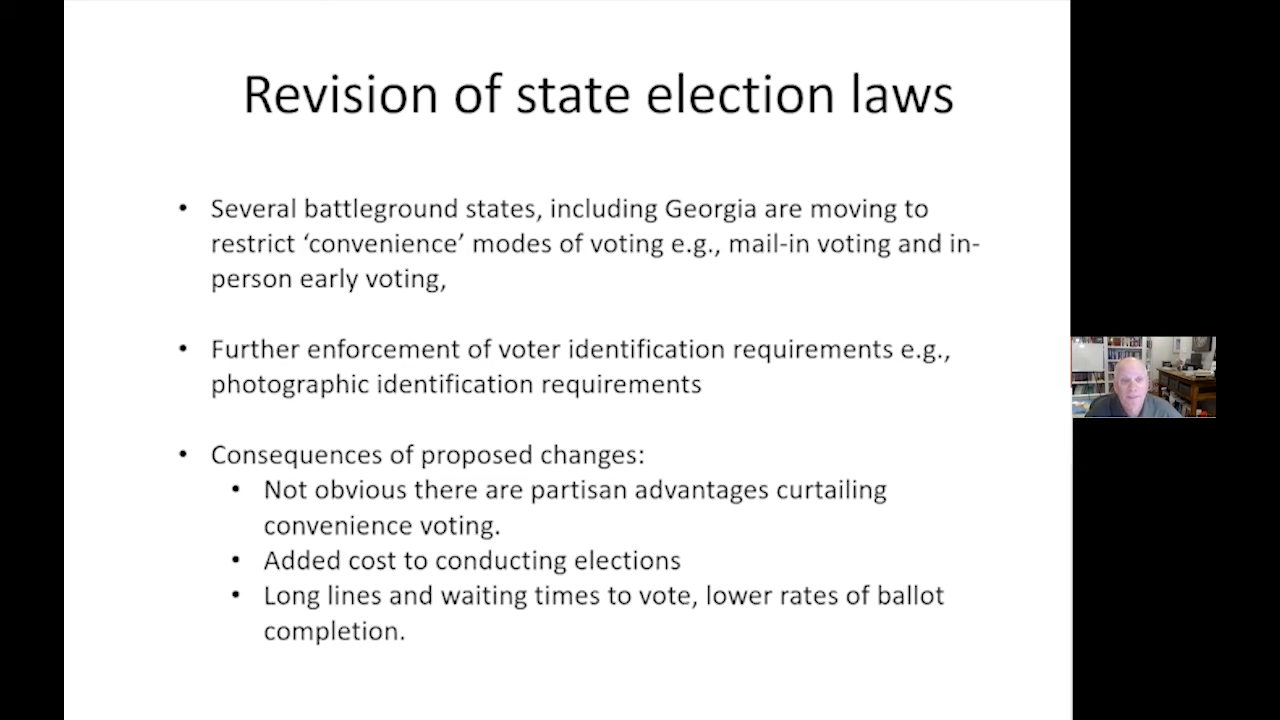 Revision of state election laws
• Several battleground states, including Georgia are moving to
restrict ‘convenience’ modes of voting e.g., mail-in voting and in-
person early voting,
• Further enforcement of voter identification requirements e.g.,
photographic identification requirements
• Consequences of proposed changes:
• Not obvious there are partisan advantages curtailing
convenience voting.
• Added cost to conducting elections
• Long lines and waiting times to vote, lower rates of ballot
completion.